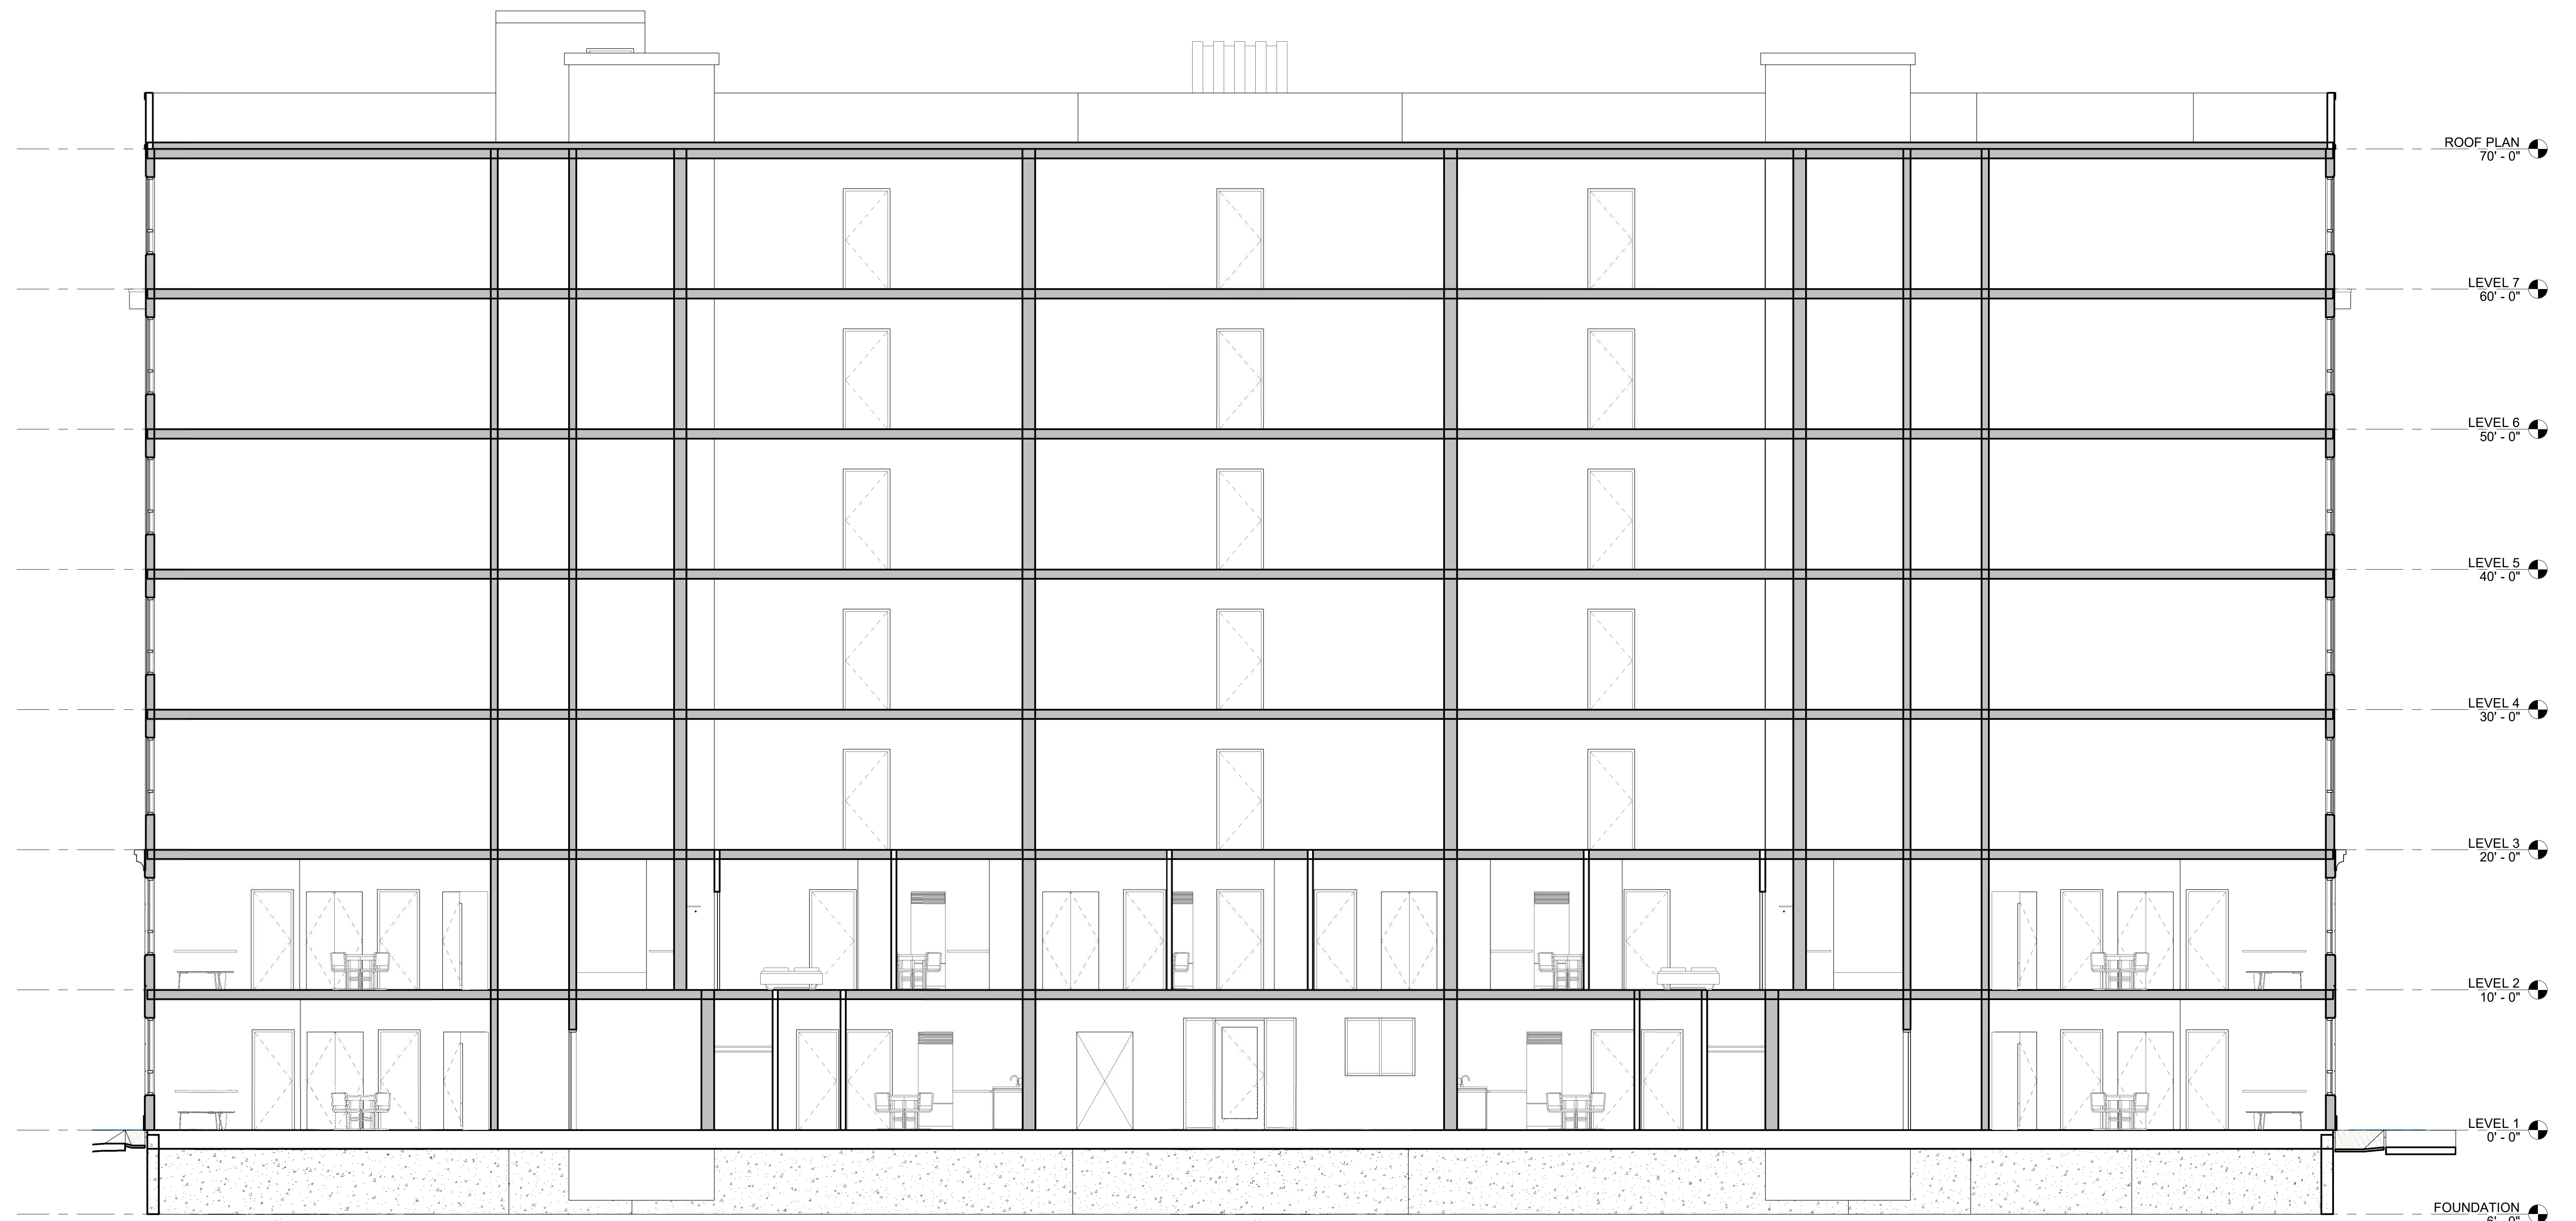 ROOF PLAN
70' - 0"
LEVEL 7
60' - 0"
LEVEL 6
50' - 0"
LEVEL 5
40' - 0"
LEVEL 4
30' - 0"
LEVEL 3
20' - 0"
LEVEL 2
10' - 0"
LEVEL 1
0' - 0"
FOUNDATION